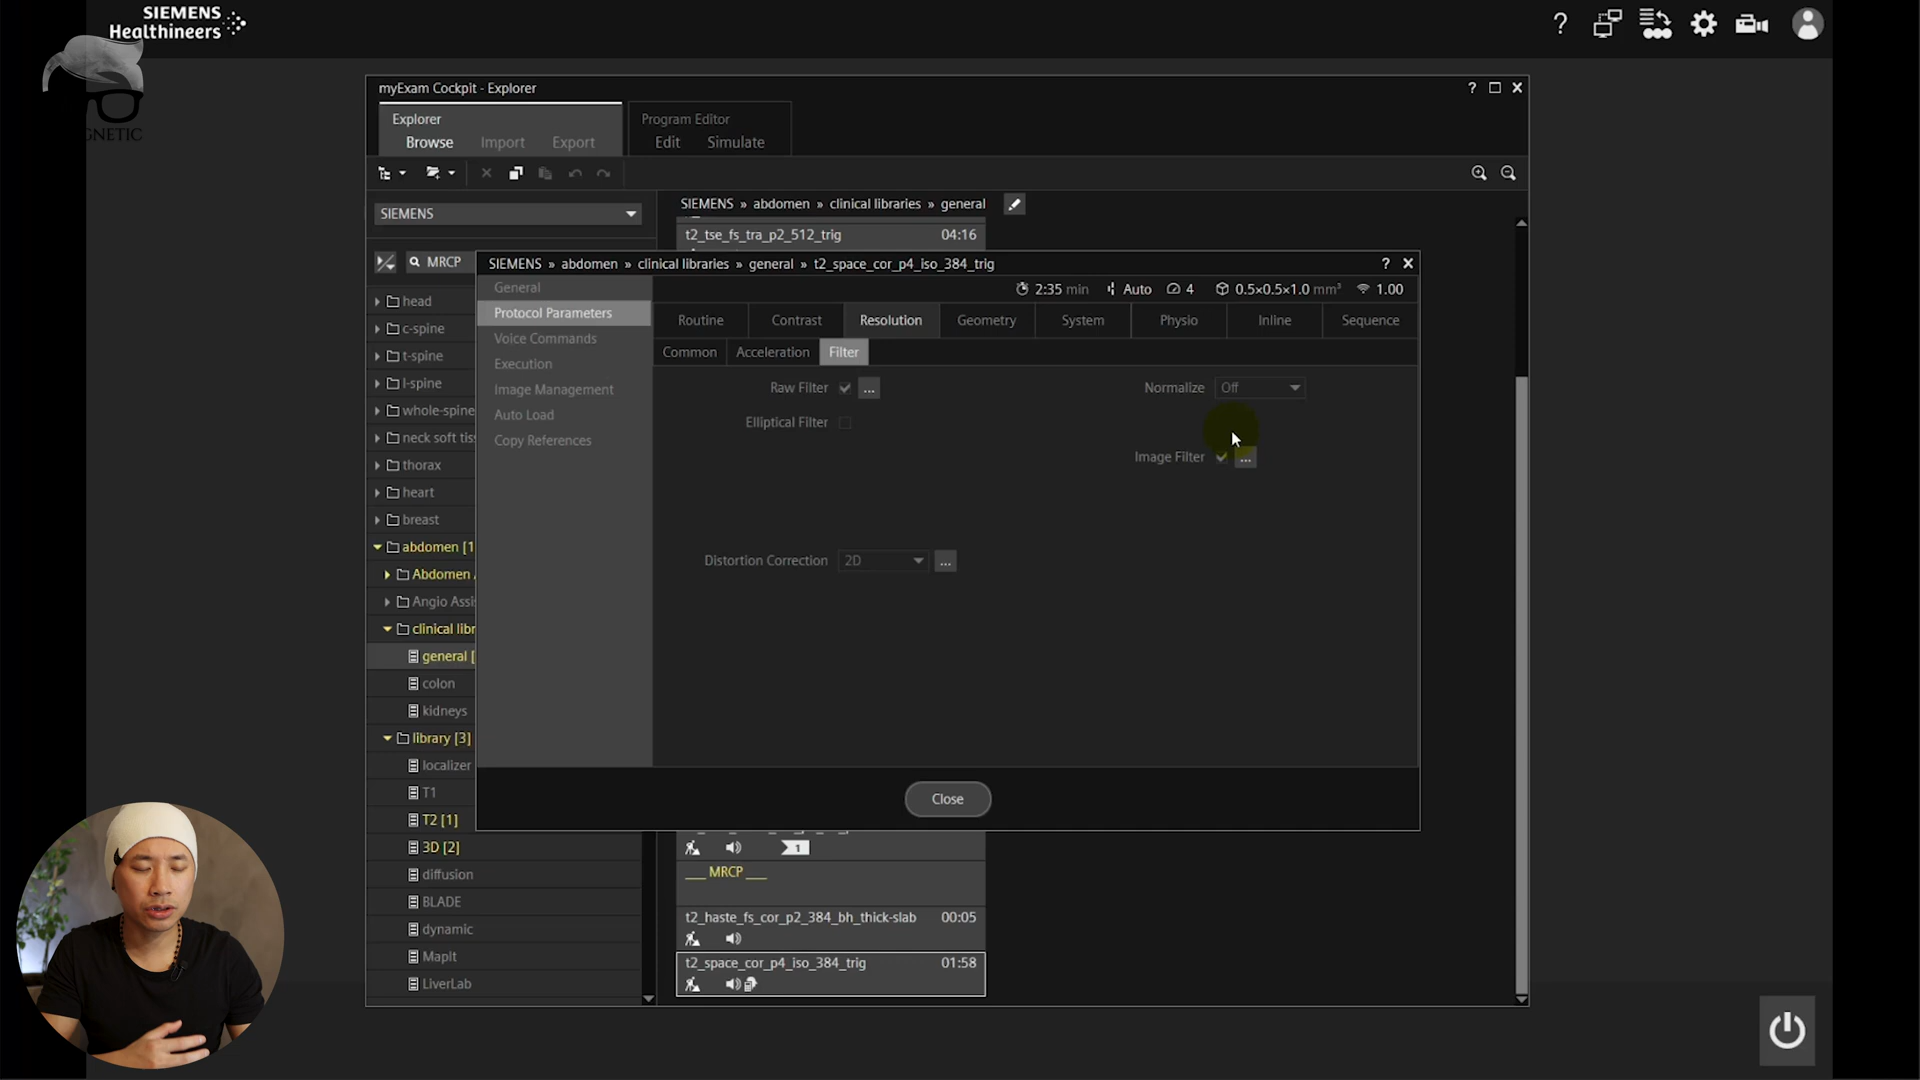 SIEMENS
Healthineers
GNETIC
myExam Cockpit - Explorer
Explorer
Browse Import Export
Program Editor
Edit Simulate
SIEMENS
SIEMENS » abdomen » clinical libraries » general
t2_tse_fs_tra_p2_512_trig 04:16
MRCP
SIEMENS » abdomen » clinical libraries » general » t2_space_cor_p4_iso_384_trig
2:35 min Auto 4 0.5×0.5×1.0 mm³ 1.00
General
Protocol Parameters
Voice Commands
Execution
Image Management
Auto Load
Copy References
Routine Contrast Resolution Geometry System Physio Inline Sequence
Common Acceleration Filter
Raw Filter ...
Normalize Off
Elliptical Filter
Image Filter ...
Distortion Correction 2D ...
Close
head
c-spine
t-spine
l-spine
whole-spine
neck soft tis
thorax
heart
breast
abdomen [1
Abdomen
Angio Assi
clinical libr
general [
colon
kidneys
library [3]
localizer
T1
T2 [1]
3D [2]
diffusion
BLADE
dynamic
MapIt
LiverLab
1
___ MRCP ___
t2_haste_fs_cor_p2_384_bh_thick-slab 00:05
t2_space_cor_p4_iso_384_trig 01:58